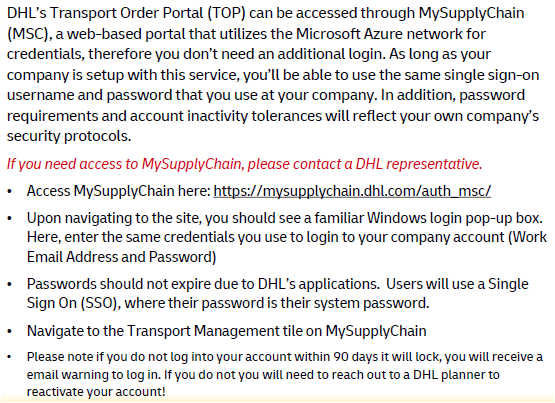 DHL's Transport Order Portal (TOP) can be accessed through MySupplyChain
(MSC), a web-based portal that utilizes the Microsoft Azure network for
credentials, therefore you don't need an additional login. As long as your
company is setup with this service, you'll be able to use the same single sign-on
username and password that you use at your company. In addition, password
requirements and account inactivity tolerances will reflect your own company's
security protocols.
If you need access to MySupplyChain, please contact a DHL representative.
• Access MySupplyChain here: https://mysupplychain.dhl.com/auth_msc/
• Upon navigating to the site, you should see a familiar Windows login pop-up box.
Here, enter the same credentials you use to login to your company account (Work
Email Address and Password)
• Passwords should not expire due to DHL's applications. Users will use a Single
Sign On (SSO), where their password is their system password.
• Navigate to the Transport Management tile on MySupplyChain
• Please note if you do not log into your account within 90 days it will lock, you will receive a
email warning to log in. If you do not you will need to reach out to a DHL planner to
reactivate your account!